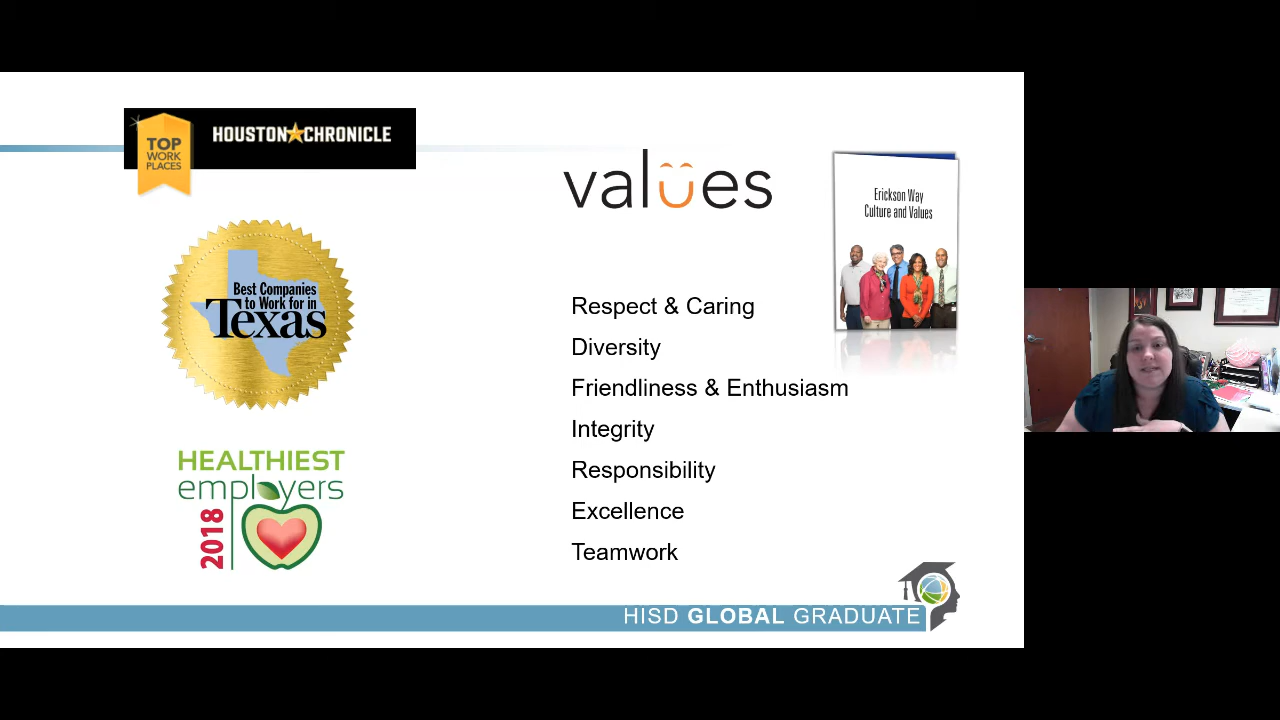 TOP
WORK
PLACES
HOUSTON CHRONICLE
Best Companies
to Work for in
Texas
HEALTHIEST
employers
2018
values
Erickson Way
Culture and Values
Respect & Caring
Diversity
Friendliness & Enthusiasm
Integrity
Responsibility
Excellence
Teamwork
HISD GLOBAL GRADUATE